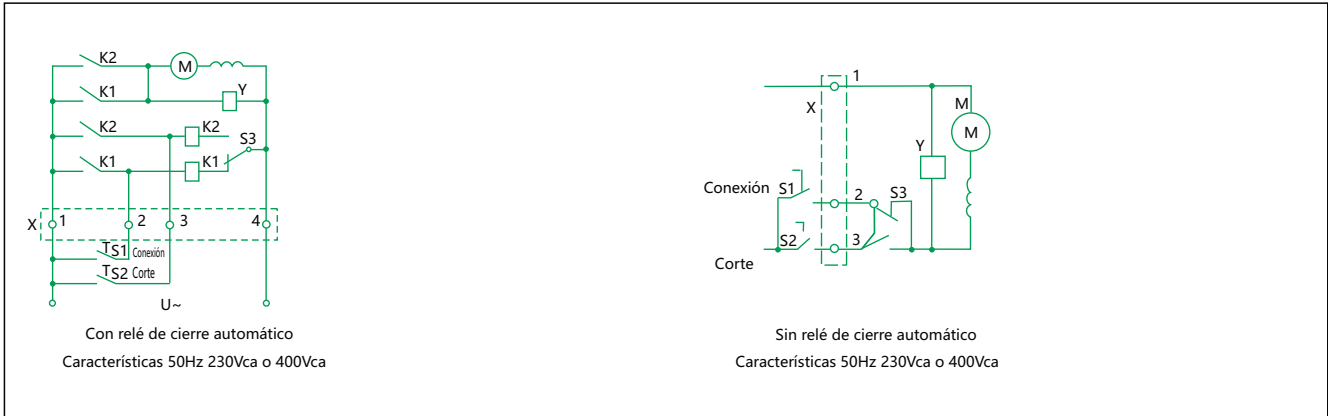 K2
M
K1
Y
K2
K2
S3
K1
K1
X
1
2
3
4
TS1 Conexión
TS2 Corte
U~
Con relé de cierre automático
Características 50Hz 230Vca o 400Vca
1
X
M
M
Y
Conexión
S1
2
S3
S2
3
Corte
Sin relé de cierre automático
Características 50Hz 230Vca o 400Vca